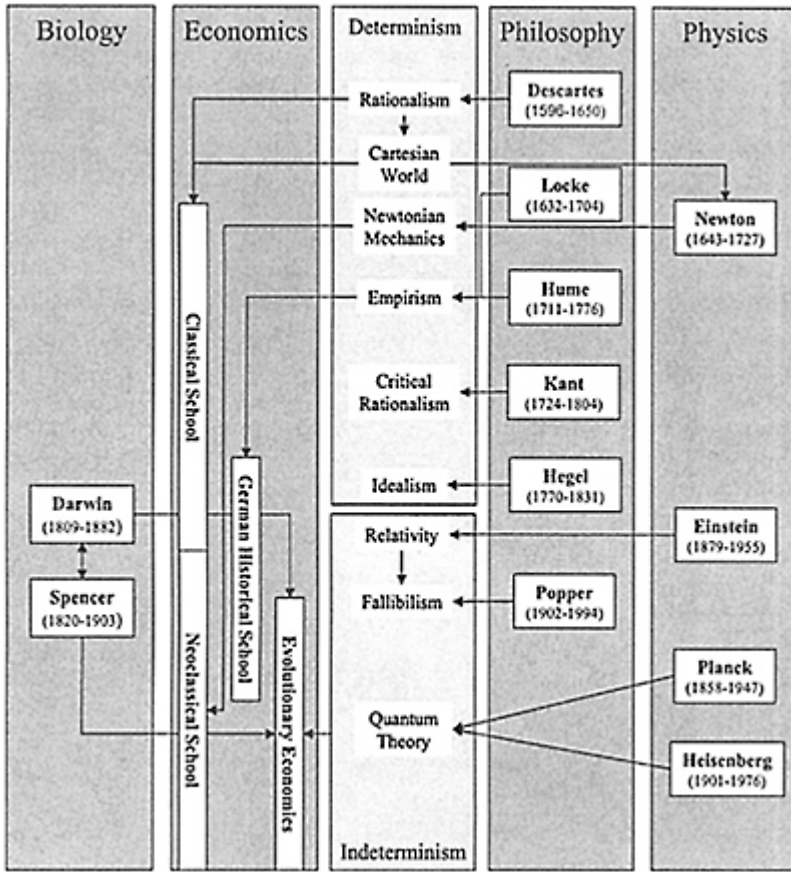 Biology
Economics
Determinism
Philosophy
Physics
Rationalism
Descartes
(1596-1650)
Cartesian
World
Locke
(1632-1704)
Newtonian
Mechanics
Newton
(1643-1727)
Empirism
Hume
(1711-1776)
Classical School
Critical
Rationalism
Kant
(1724-1804)
German Historical School
Idealism
Hegel
(1770-1831)
Darwin
(1809-1882)
Relativity
Einstein
(1879-1955)
Spencer
(1820-1903)
Fallibilism
Popper
(1902-1994)
Neoclassical School
Evolutionary Economics
Quantum
Theory
Planck
(1858-1947)
Heisenberg
(1901-1976)
Indeterminism